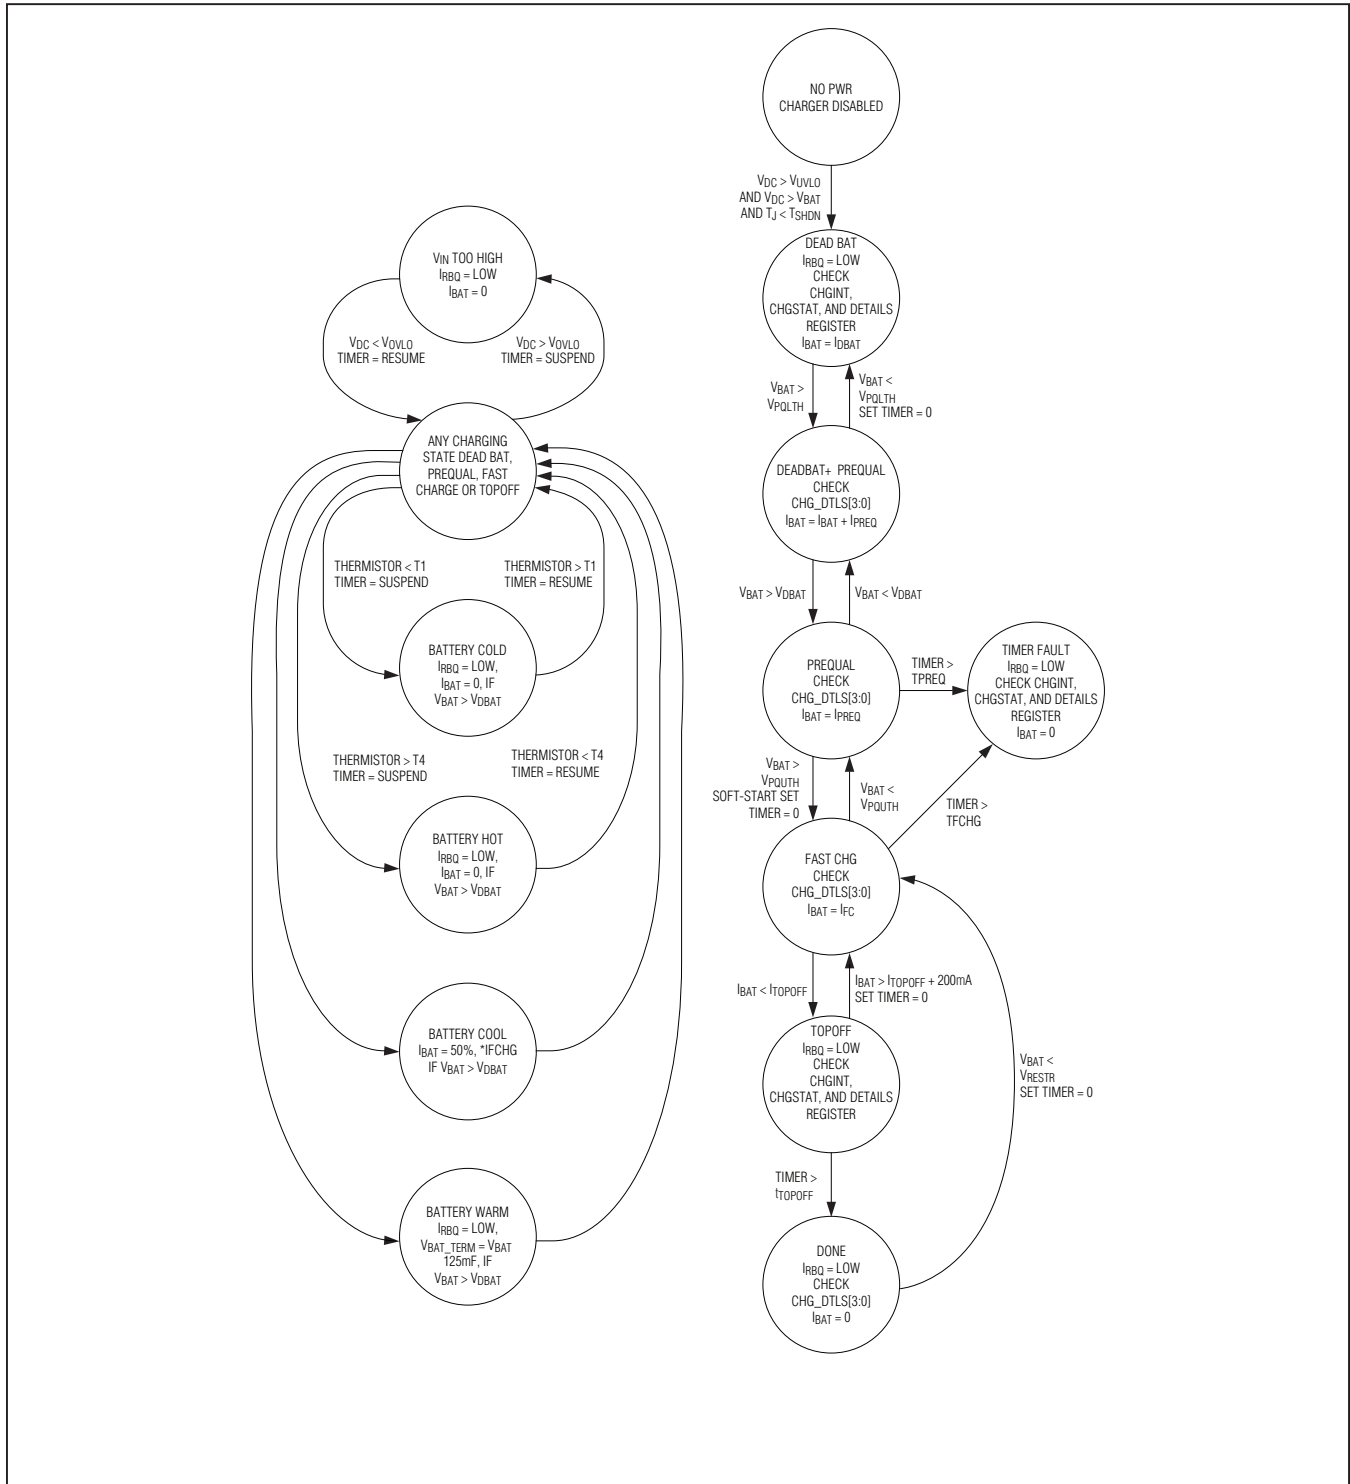 NO PWR
CHARGER DISABLED
VDC > VUVLO
AND VDC > VBAT
AND TJ < TSHDN
DEAD BAT
IRBQ = LOW
CHECK
CHGINT,
CHGSTAT, AND DETAILS
REGISTER
IBAT = IDBAT
VBAT >
VPQLTH
VBAT <
VPQLTH
SET TIMER = 0
DEADBAT+ PREQUAL
CHECK
CHG_DTLS[3:0]
IBAT = IBAT + IPREQ
VBAT > VDBAT
VBAT < VDBAT
PREQUAL
CHECK
CHG_DTLS[3:0]
IBAT = IPREQ
TIMER >
TPREQ
TIMER FAULT
IRBQ = LOW
CHECK CHGINT,
CHGSTAT, AND DETAILS
REGISTER
IBAT = 0
VBAT >
VPQUTH
SOFT-START SET
TIMER = 0
VBAT <
VPQUTH
TIMER >
TFCHG
FAST CHG
CHECK
CHG_DTLS[3:0]
IBAT = IFC
IBAT < ITOPOFF
IBAT > ITOPOFF + 200mA
SET TIMER = 0
TOPOFF
IRBQ = LOW
CHECK
CHGINT,
CHGSTAT, AND DETAILS
REGISTER
VBAT <
VRESTR
SET TIMER = 0
TIMER >
tTOPOFF
DONE
IRBQ = LOW
CHECK
CHG_DTLS[3:0]
IBAT = 0
VIN TOO HIGH
IRBQ = LOW
IBAT = 0
VDC < VOVLO
TIMER = RESUME
VDC > VOVLO
TIMER = SUSPEND
ANY CHARGING
STATE DEAD BAT,
PREQUAL, FAST
CHARGE OR TOPOFF
THERMISTOR < T1
TIMER = SUSPEND
THERMISTOR > T1
TIMER = RESUME
BATTERY COLD
IRBQ = LOW,
IBAT = 0, IF
VBAT > VDBAT
THERMISTOR > T4
TIMER = SUSPEND
THERMISTOR < T4
TIMER = RESUME
BATTERY HOT
IRBQ = LOW,
IBAT = 0, IF
VBAT > VDBAT
BATTERY COOL
IBAT = 50%, *IFCHG
IF VBAT > VDBAT
BATTERY WARM
IRBQ = LOW,
VBAT_TERM = VBAT
125mF, IF
VBAT > VDBAT